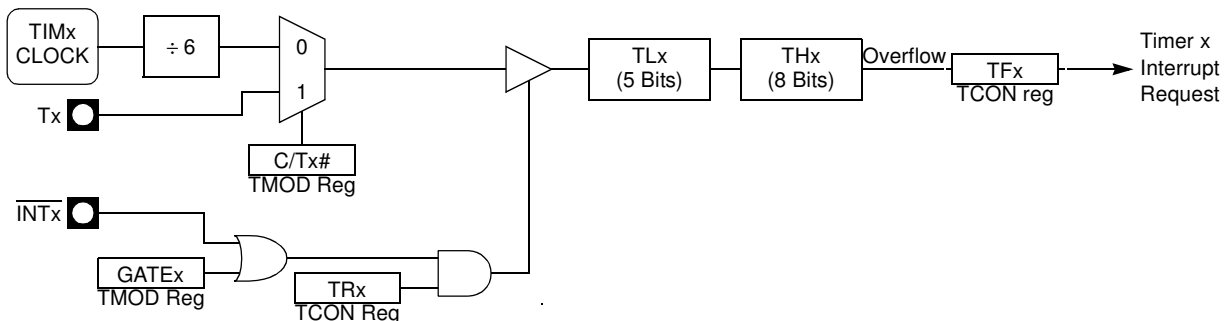 TIMx
CLOCK
÷ 6
0
1
Tx
C/Tx#
TMOD Reg
TLx
(5 Bits)
THx
(8 Bits)
Overflow
TFx
TCON reg
Timer x
Interrupt
Request
INTx
GATEx
TMOD Reg
TRx
TCON Reg